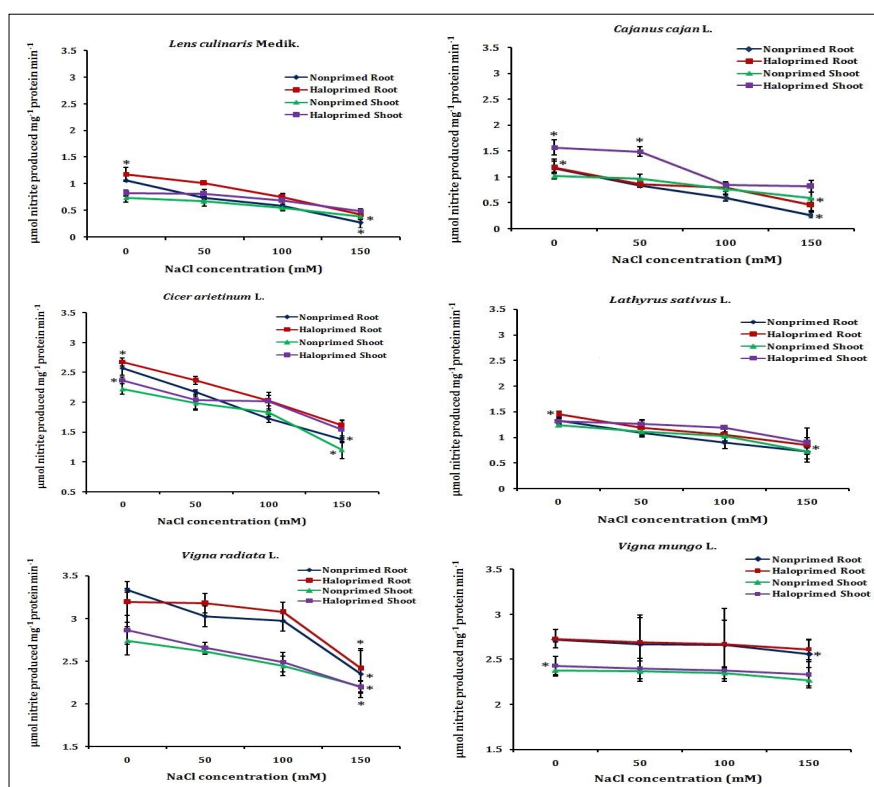 Lens culinaris Medik.
3.5
3
2.5
2
1.5
1
0.5
0
µmol nitrite produced mg-1 protein min-1
Nonprimed Root
Haloprimed Root
Nonprimed Shoot
Haloprimed Shoot
*
*
*
0 50 100 150
NaCl concentration (mM)
Cajanus cajan L.
3.5
3
2.5
2
1.5
1
0.5
0
µmol nitrite produced mg-1 protein min-1
Nonprimed Root
Haloprimed Root
Nonprimed Shoot
Haloprimed Shoot
* *
*
*
*
0 50 100 150
NaCl concentration (mM)
Cicer arietinum L.
3.5
3
2.5
2
1.5
1
0.5
µmol nitrite produced mg-1 protein min-1
Nonprimed Root
Haloprimed Root
Nonprimed Shoot
Haloprimed Shoot
*
*
*
*
0 50 100 150
NaCl concentration (mM)
Lathyrus sativus L.
3.5
3
2.5
2
1.5
1
0.5
0
µmol nitrite produced mg-1 protein min-1
Nonprimed Root
Haloprimed Root
Nonprimed Shoot
Haloprimed Shoot
*
*
0 50 100 150
NaCl concentration (mM)
Vigna radiata L.
3.5
3
2.5
2
1.5
µmol nitrite produced mg-1 protein min-1
Nonprimed Root
Haloprimed Root
Nonprimed Shoot
Haloprimed Shoot
*
*
*
*
0 50 100 150
NaCl concentration (mM)
Vigna mungo L.
3.5
3
2.5
2
1.5
µmol nitrite produced mg-1 protein min-1
Nonprimed Root
Haloprimed Root
Nonprimed Shoot
Haloprimed Shoot
*
*
0 50 100 150
NaCl concentration (mM)